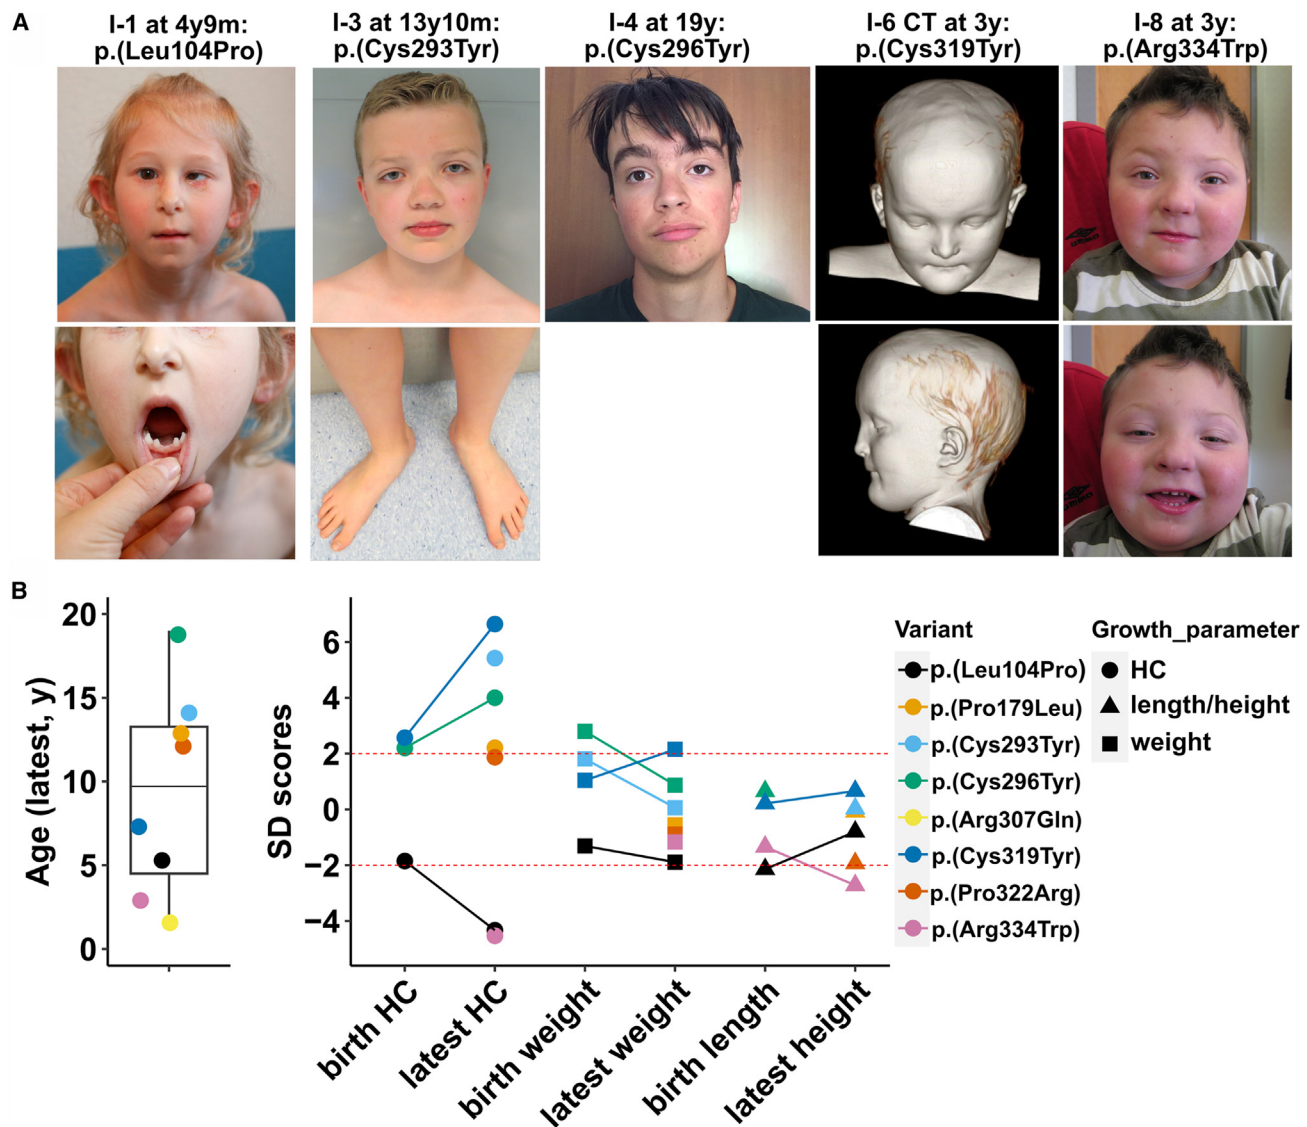 A
I-1 at 4y9m:
p.(Leu104Pro)
I-3 at 13y10m:
p.(Cys293Tyr)
I-4 at 19y:
p.(Cys296Tyr)
I-6 CT at 3y:
p.(Cys319Tyr)
I-8 at 3y:
p.(Arg334Trp)
UMBRO
B
Age (latest, y)
20
15
10
5
0
SD scores
6
4
2
0
−2
−4
birth HC
latest HC
birth weight
latest weight
birth length
latest height
Variant
p.(Leu104Pro)
p.(Pro179Leu)
p.(Cys293Tyr)
p.(Cys296Tyr)
p.(Arg307Gln)
p.(Cys319Tyr)
p.(Pro322Arg)
p.(Arg334Trp)
Growth_parameter
HC
length/height
weight